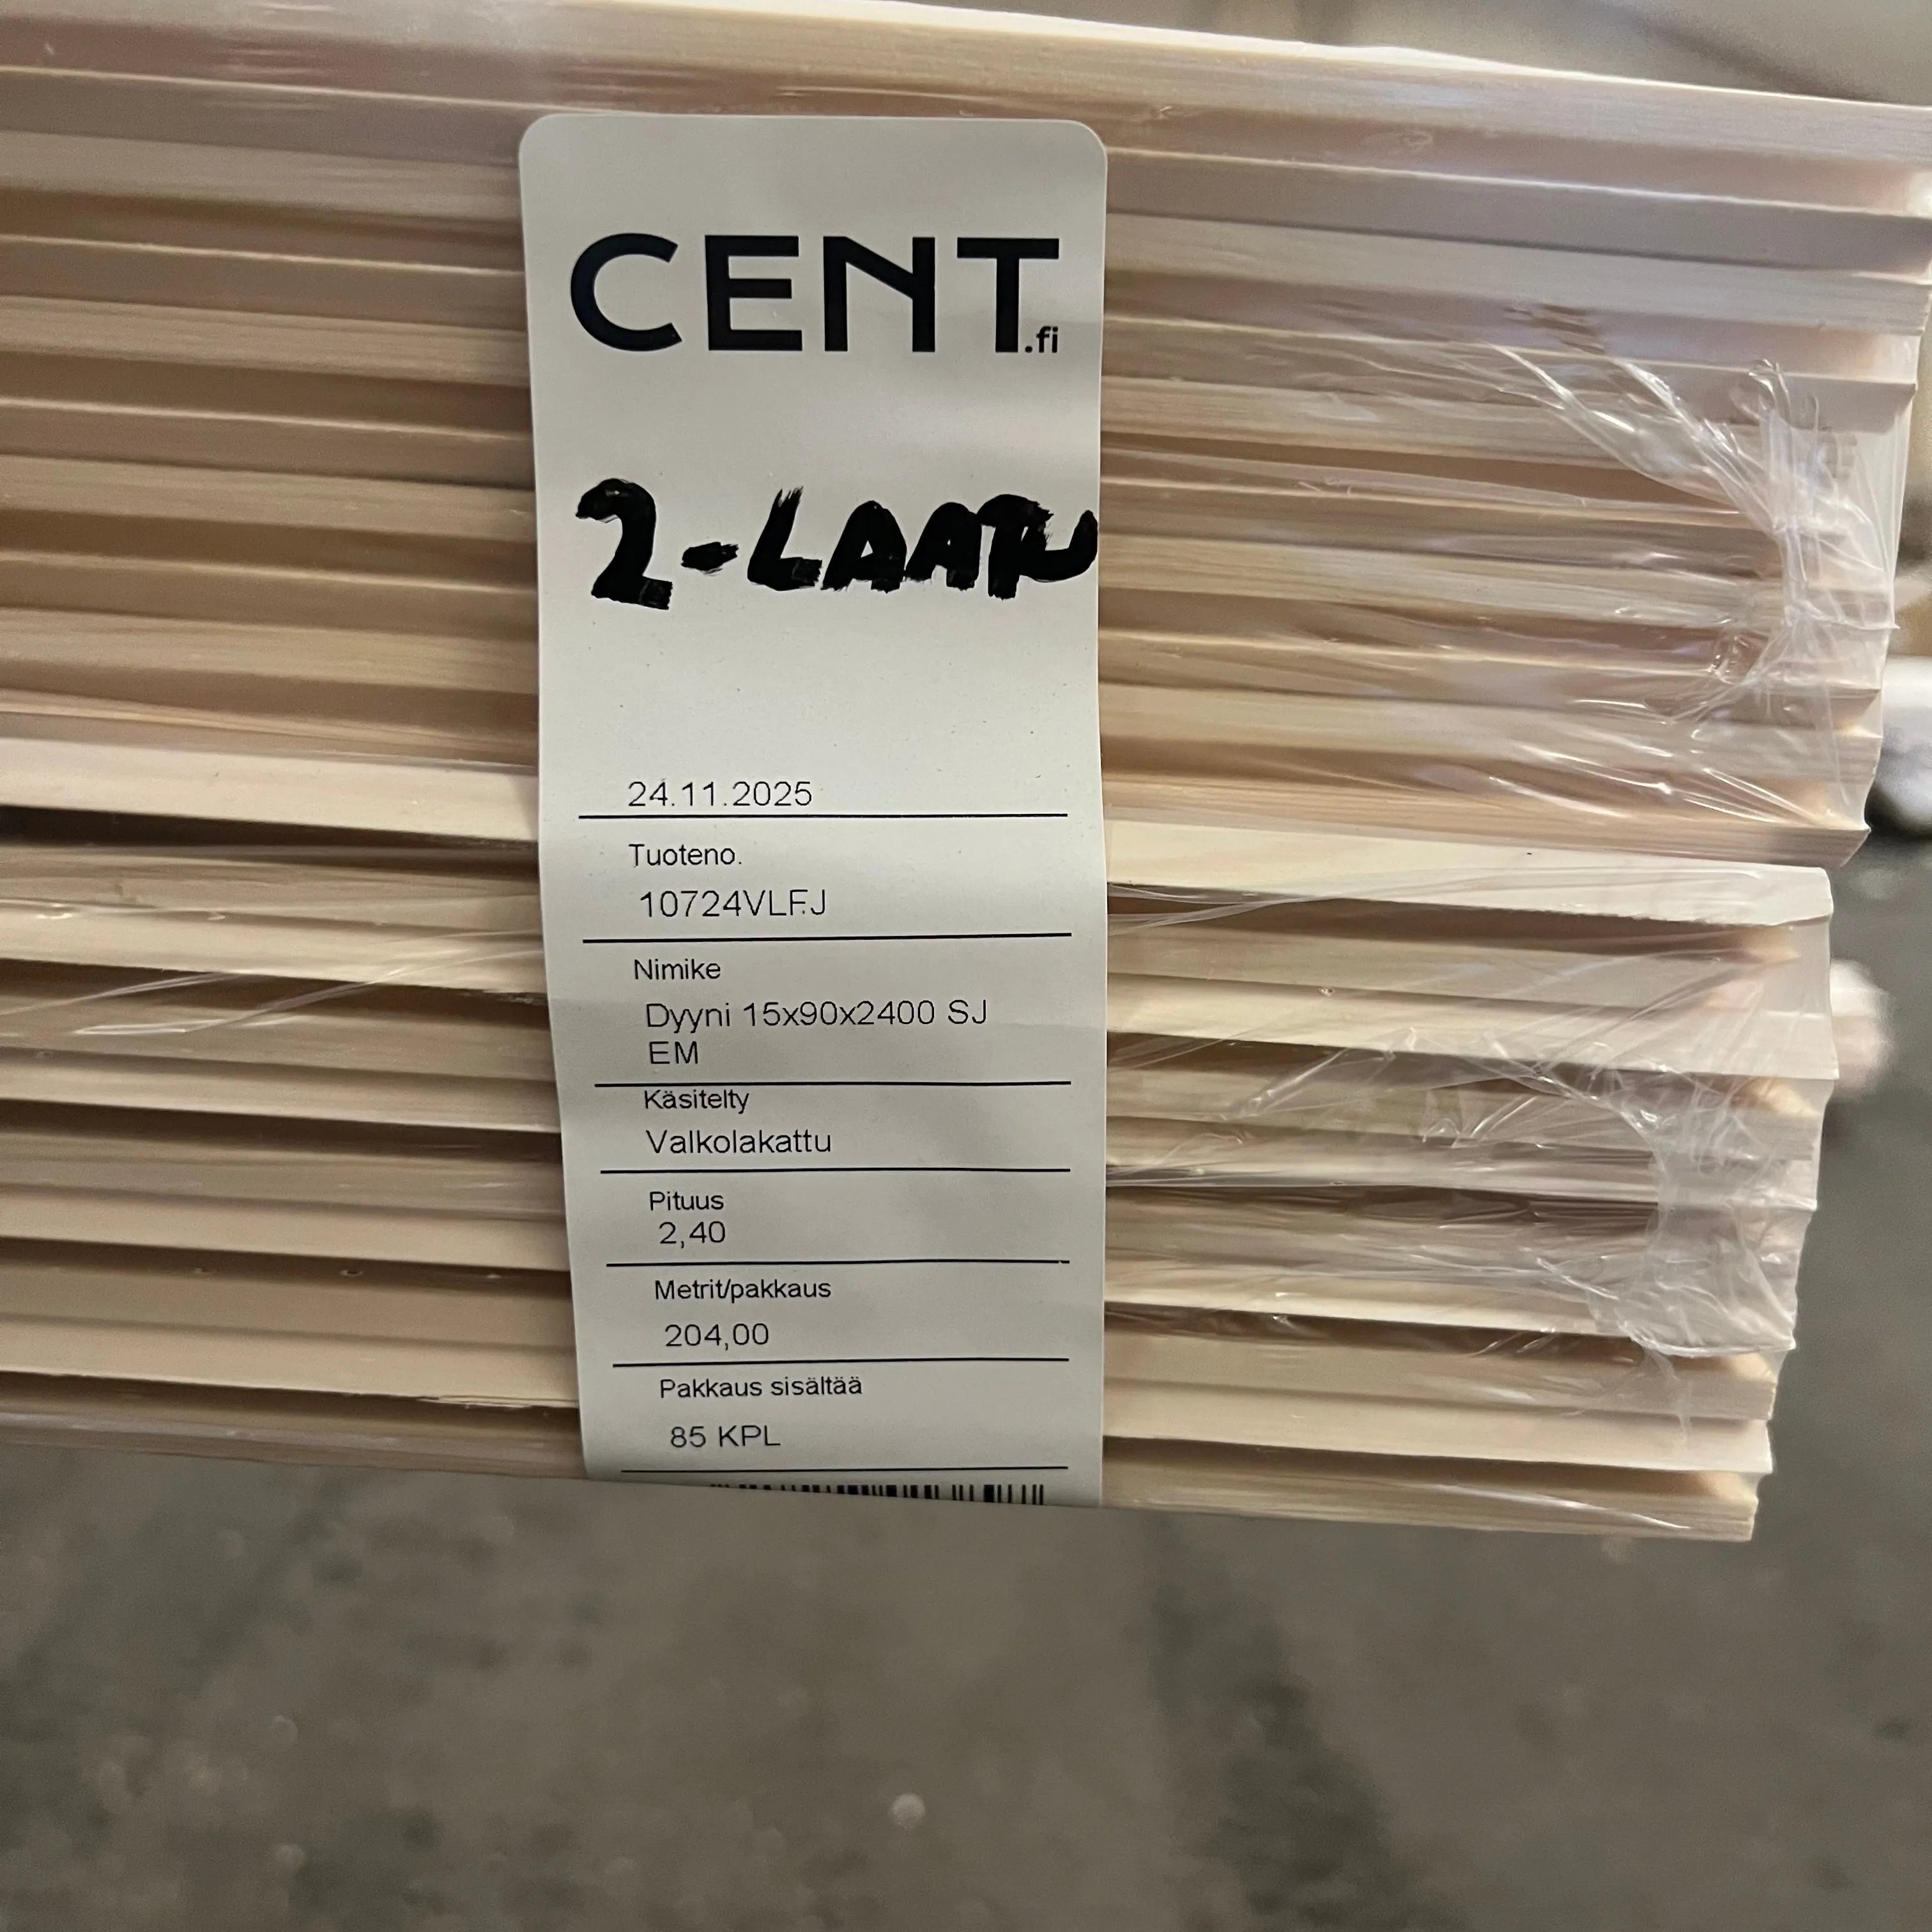 CENT.fi
2-LAATU
24.11.2025
Tuoteno.
10724VLFJ
Nimike
Dyyni 15x90x2400 SJ
EM
Käsitelty
Valkolakattu
Pituus
2,40
Metrit/pakkaus
204,00
Pakkaus sisältää
85 KPL